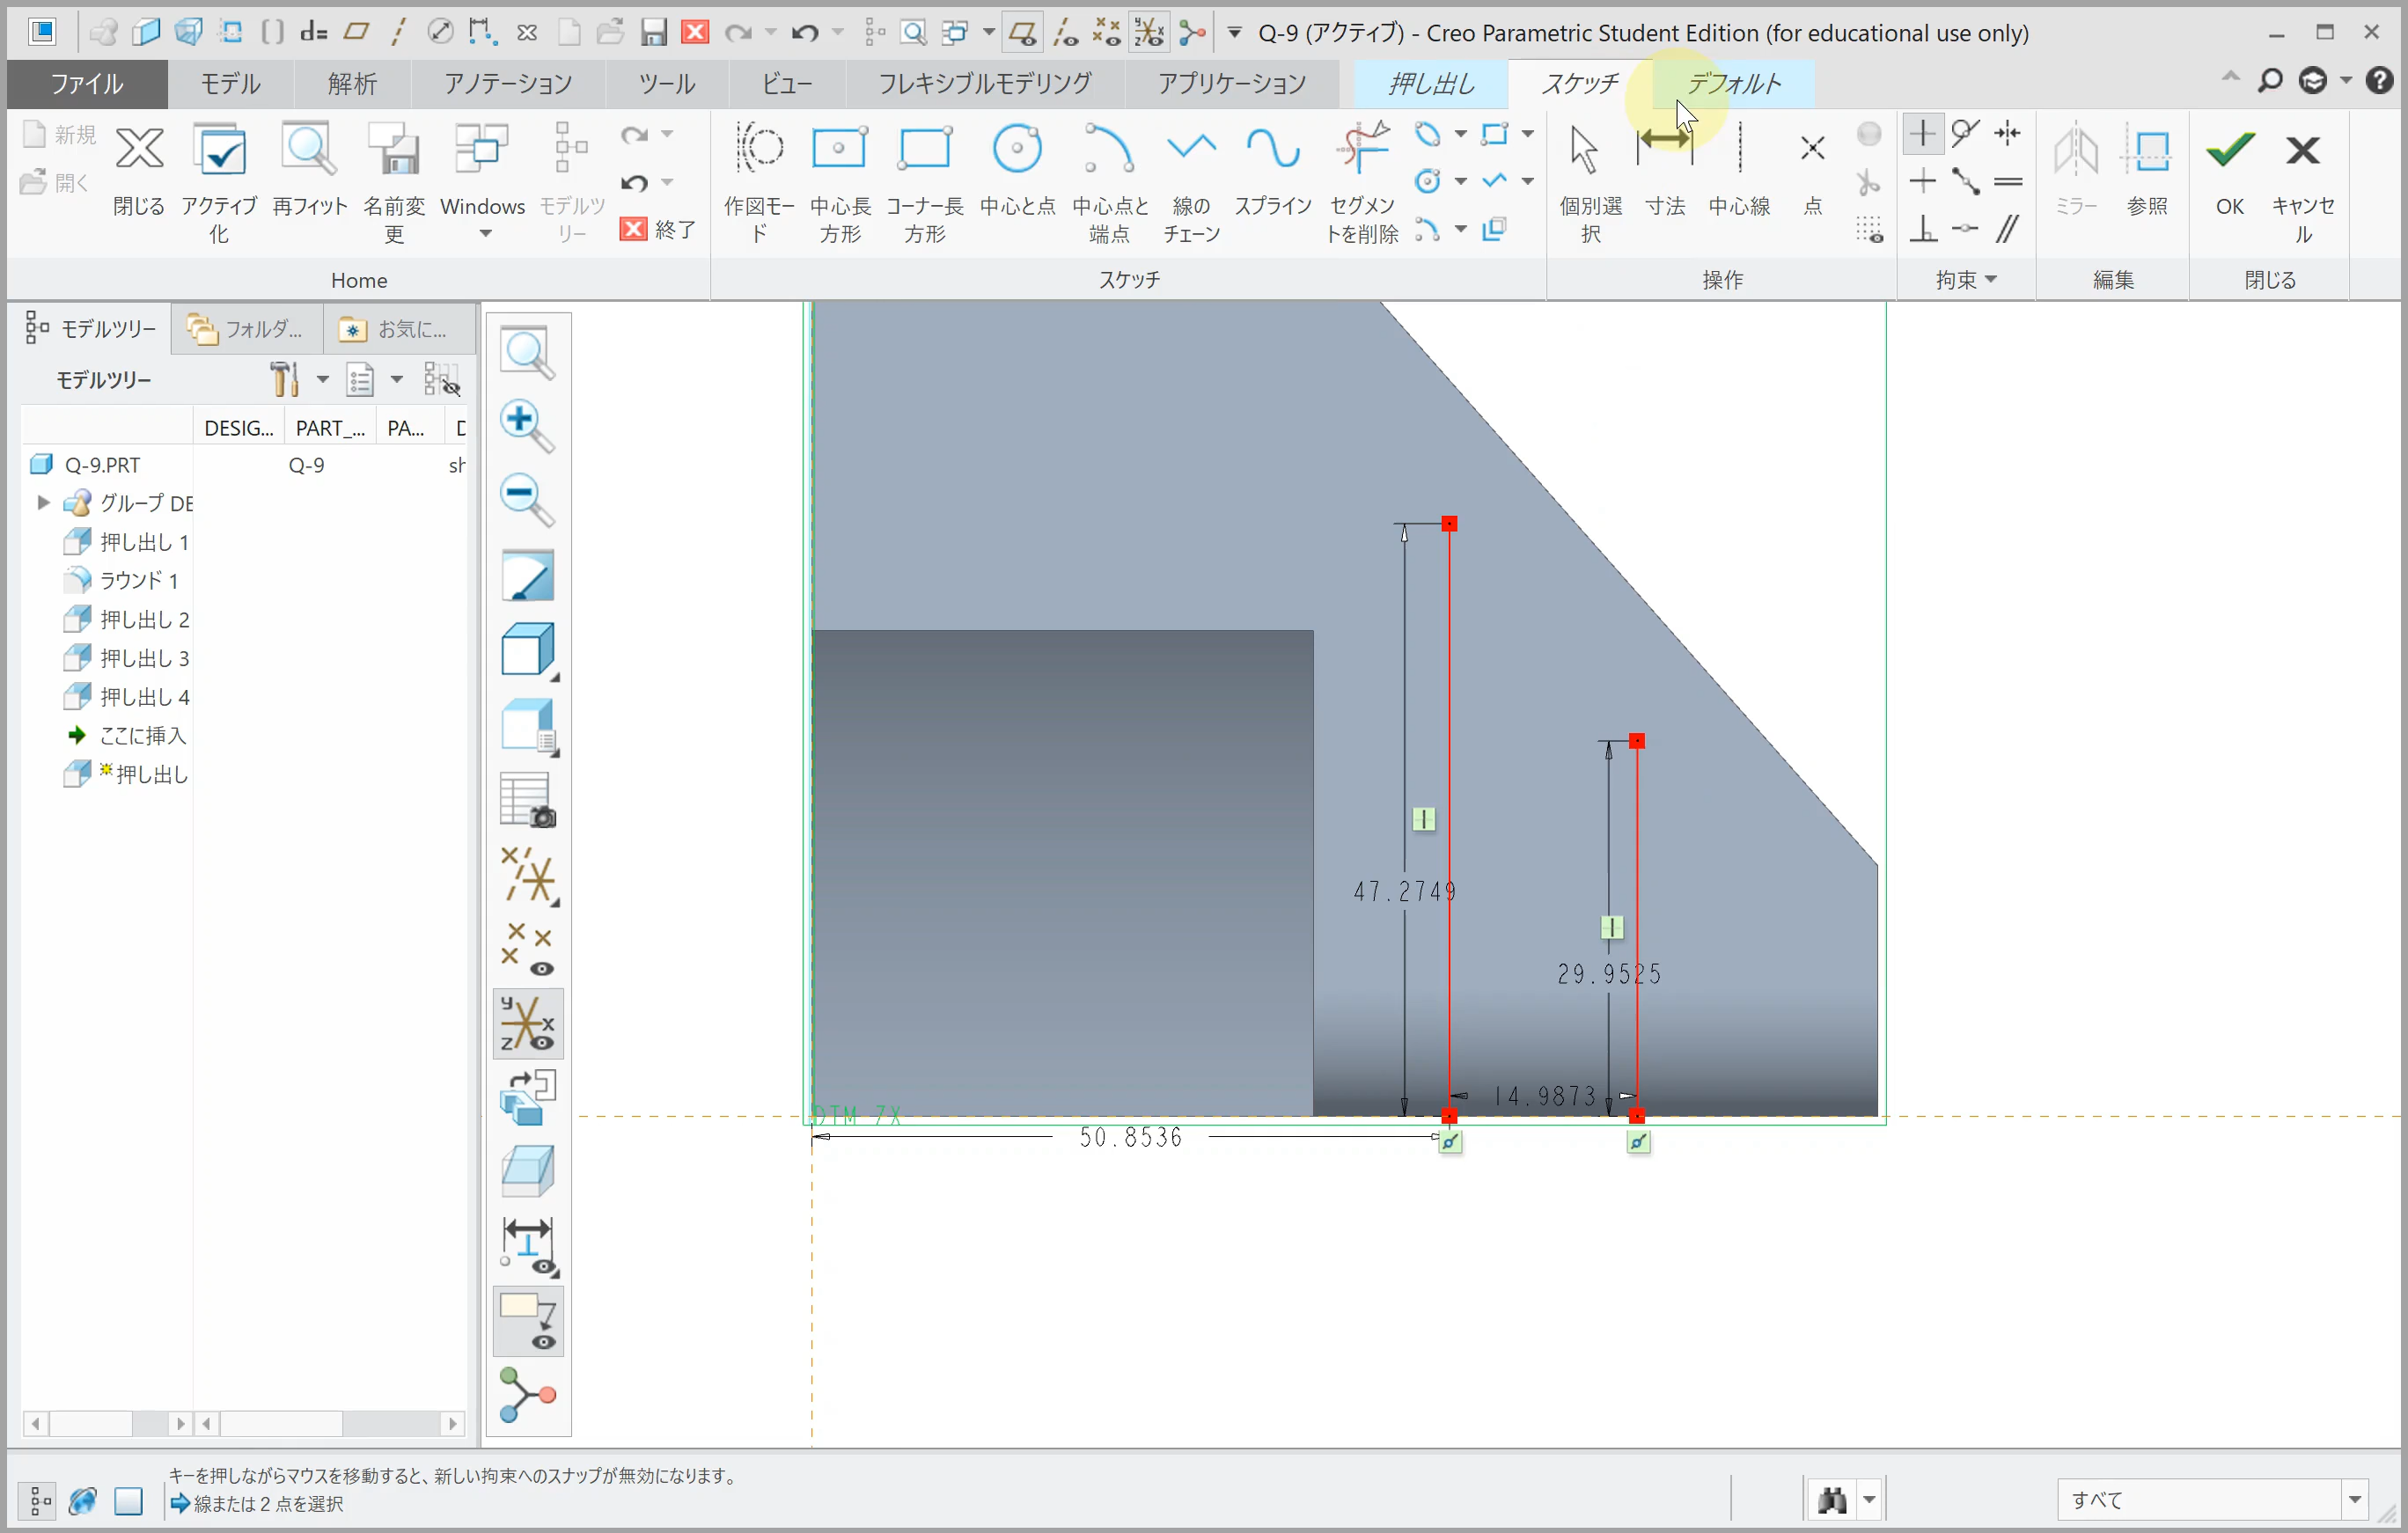 Q-9 (アクティブ) - Creo Parametric Student Edition (for educational use only)
ファイル モデル 解析 アノテーション ツール ビュー フレキシブルモデリング アプリケーション 押し出し スケッチ デフォルト
新規
開く
閉じる
アクティブ
化
再フィット
名前変
更
Windows
モデルツ
リー
終了
作図モー
ド
中心長
方形
コーナー長
方形
中心と点
中心点と
端点
線の
チェーン
スプライン
セグメン
トを削除
個別選
択
寸法
中心線
点
ミラー
参照
OK
キャンセ
ル
Home スケッチ 操作 拘束 編集 閉じる
モデルツリー フォルダ... お気に...
モデルツリー
DESIG... PART_... PA...
Q-9.PRT Q-9 sh
グループ DE
押し出し 1
ラウンド 1
押し出し 2
押し出し 3
押し出し 4
ここに挿入
押し出し
47.2749
29.9525
14.9873
DTM_ZX
50.8536
キーを押しながらマウスを移動すると、新しい拘束へのスナップが無効になります。
線または 2 点を選択
すべて